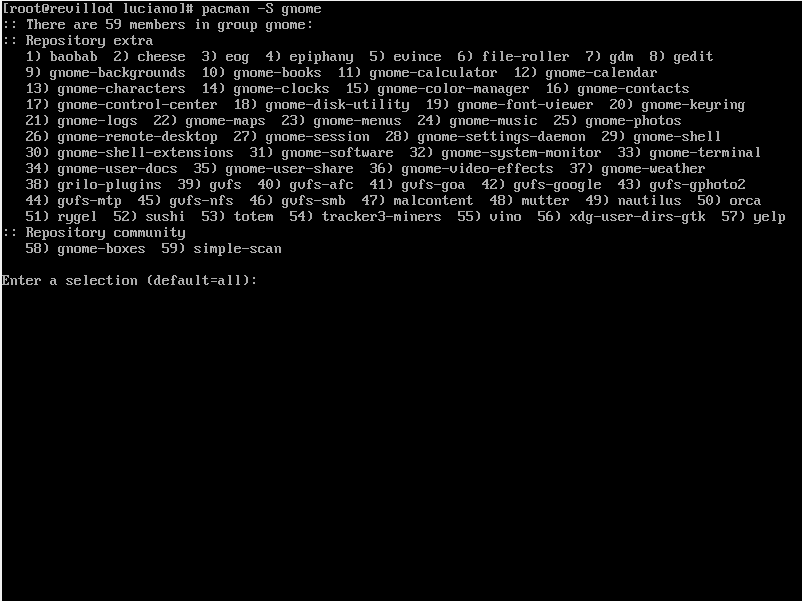 [root@revillod luciano]# pacman -S gnome
:: There are 59 members in group gnome:
:: Repository extra
   1) baobab  2) cheese  3) eog  4) epiphany  5) evince  6) file-roller  7) gdm  8) gedit
   9) gnome-backgrounds  10) gnome-books  11) gnome-calculator  12) gnome-calendar
   13) gnome-characters  14) gnome-clocks  15) gnome-color-manager  16) gnome-contacts
   17) gnome-control-center  18) gnome-disk-utility  19) gnome-font-viewer  20) gnome-keyring
   21) gnome-logs  22) gnome-maps  23) gnome-menus  24) gnome-music  25) gnome-photos
   26) gnome-remote-desktop  27) gnome-session  28) gnome-settings-daemon  29) gnome-shell
   30) gnome-shell-extensions  31) gnome-software  32) gnome-system-monitor  33) gnome-terminal
   34) gnome-user-docs  35) gnome-user-share  36) gnome-video-effects  37) gnome-weather
   38) grilo-plugins  39) gvfs  40) gvfs-afc  41) gvfs-goa  42) gvfs-google  43) gvfs-gphoto2
   44) gvfs-mtp  45) gvfs-nfs  46) gvfs-smb  47) malcontent  48) mutter  49) nautilus  50) orca
   51) rygel  52) sushi  53) totem  54) tracker3-miners  55) vino  56) xdg-user-dirs-gtk  57) yelp
:: Repository community
   58) gnome-boxes  59) simple-scan
Enter a selection (default=all):